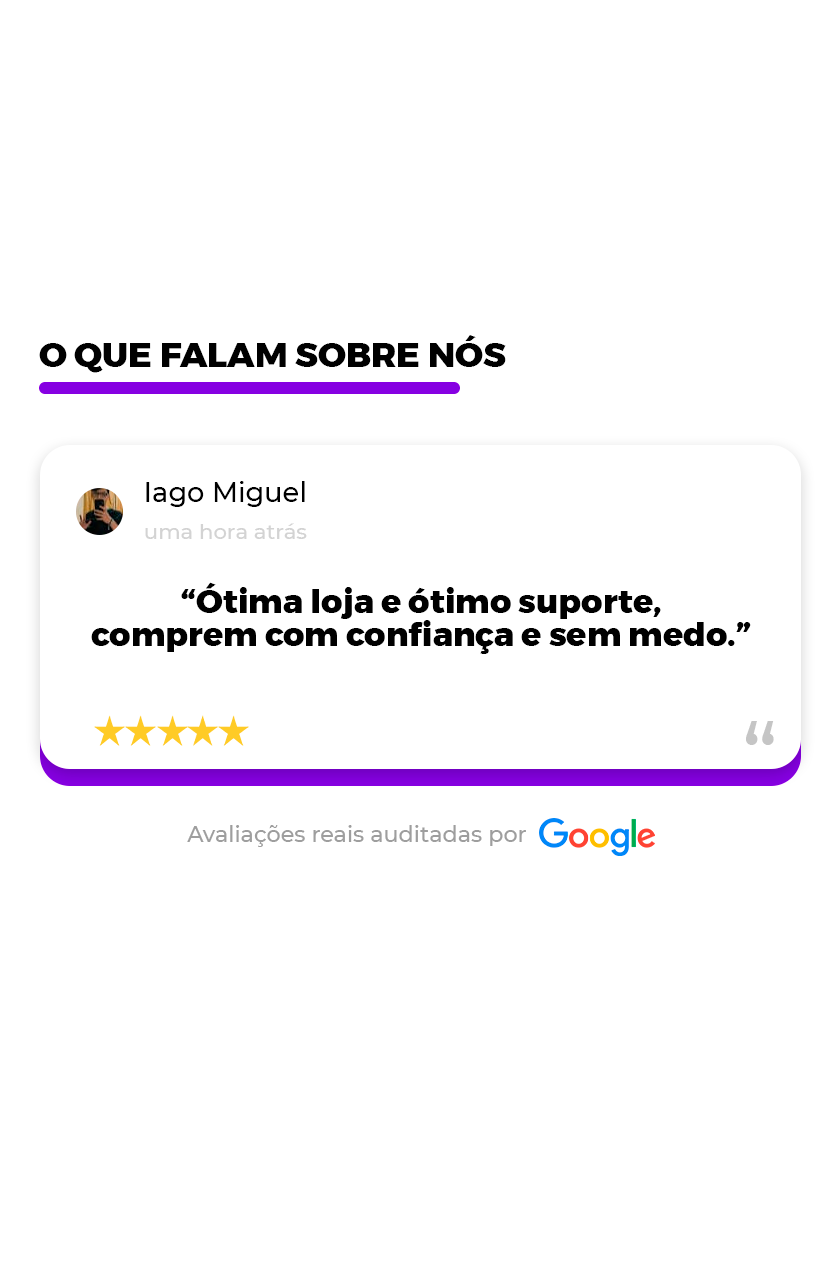 O QUE FALAM SOBRE NÓS
Iago Miguel
uma hora atrás
“Ótima loja e ótimo suporte,
comprem com confiança e sem medo.”
Avaliações reais auditadas por Google